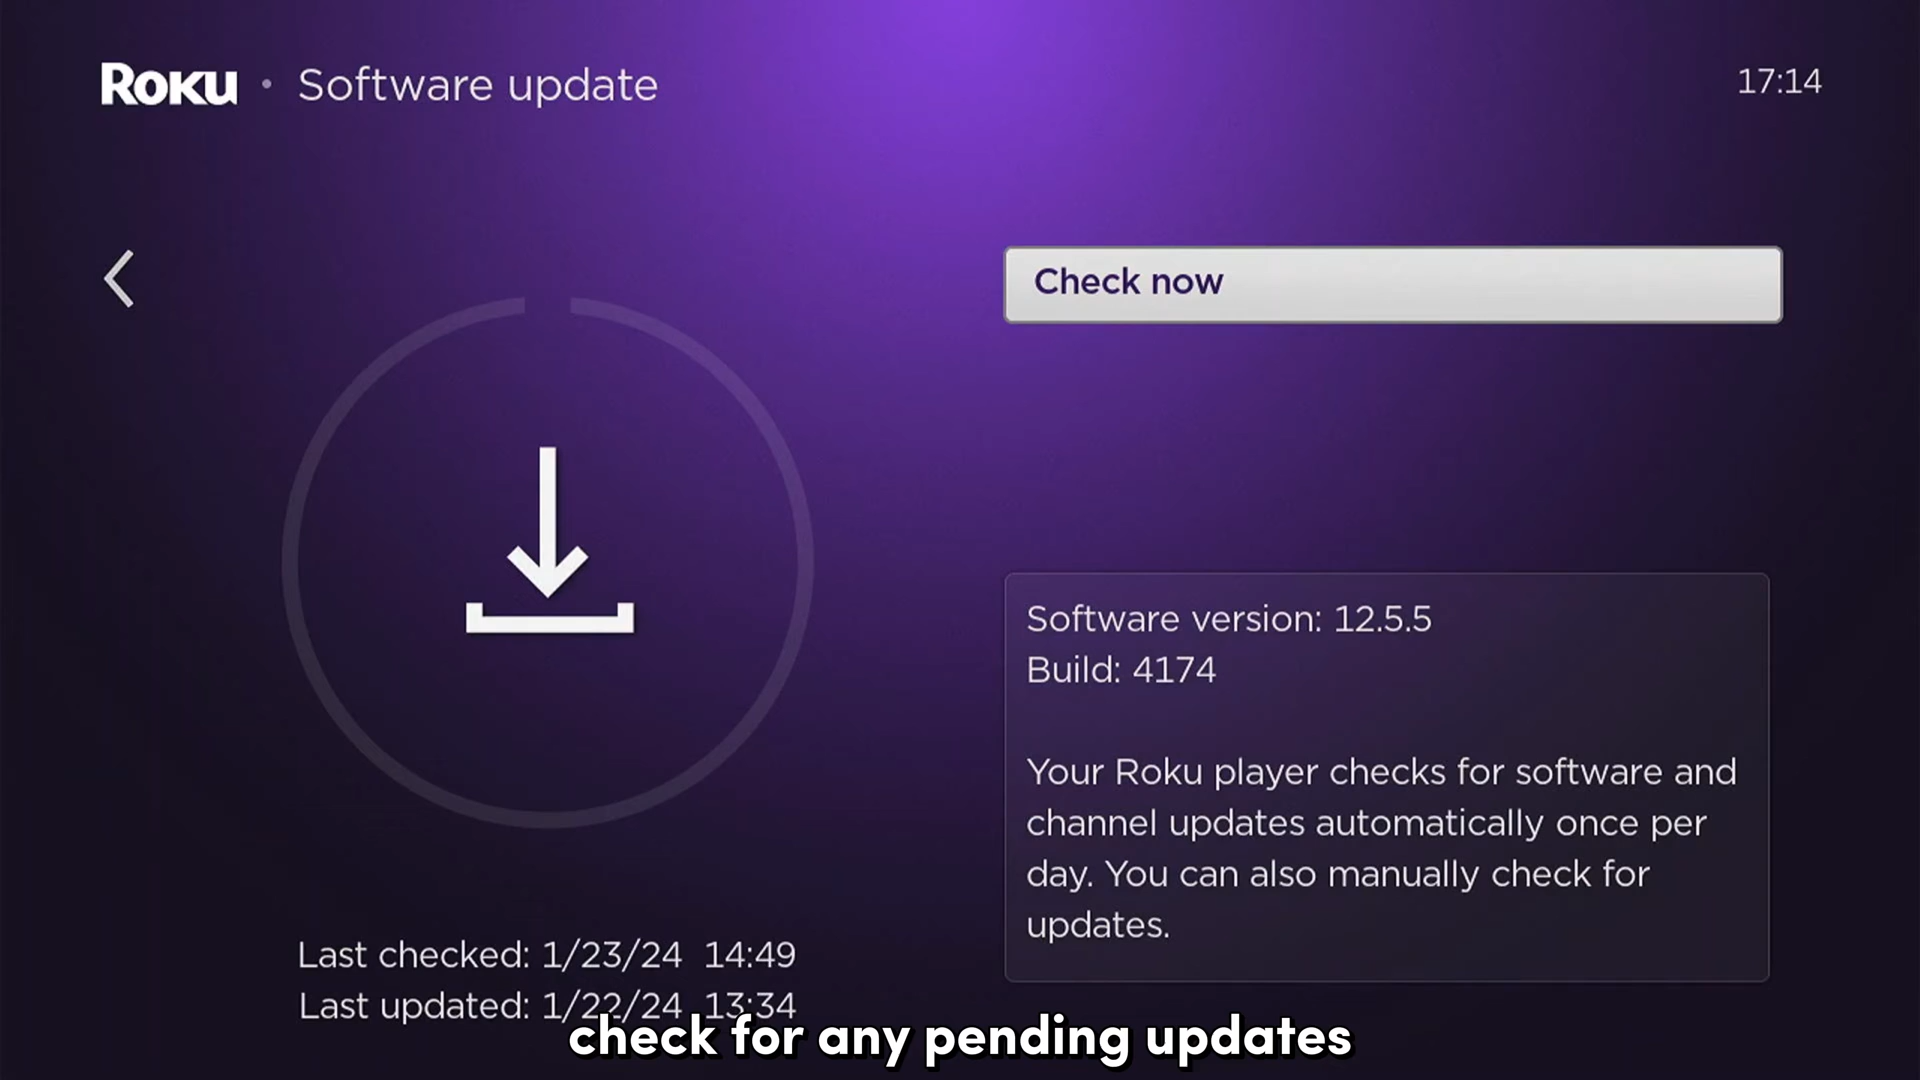 Roku • Software update
17:14
Check now
Software version: 12.5.5
Build: 4174
Your Roku player checks for software and
channel updates automatically once per
day. You can also manually check for
updates.
Last checked: 1/23/24 14:49
Last updated: 1/22/24 13:34
check for any pending updates